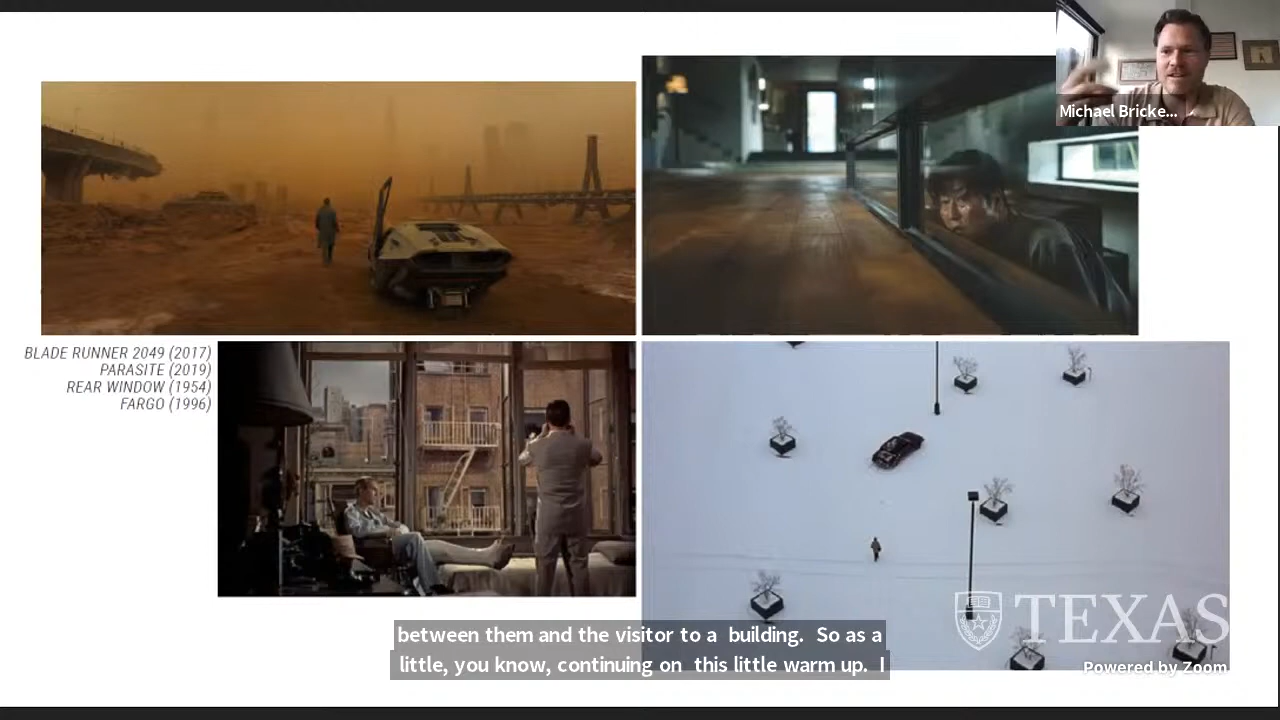 Michael Bricke...
BLADE RUNNER 2049 (2017)
PARASITE (2019)
REAR WINDOW (1954)
FARGO (1996)
TEXAS
between them and the visitor to a building. So as a
little, you know, continuing on this little warm up. I
Powered by Zoom